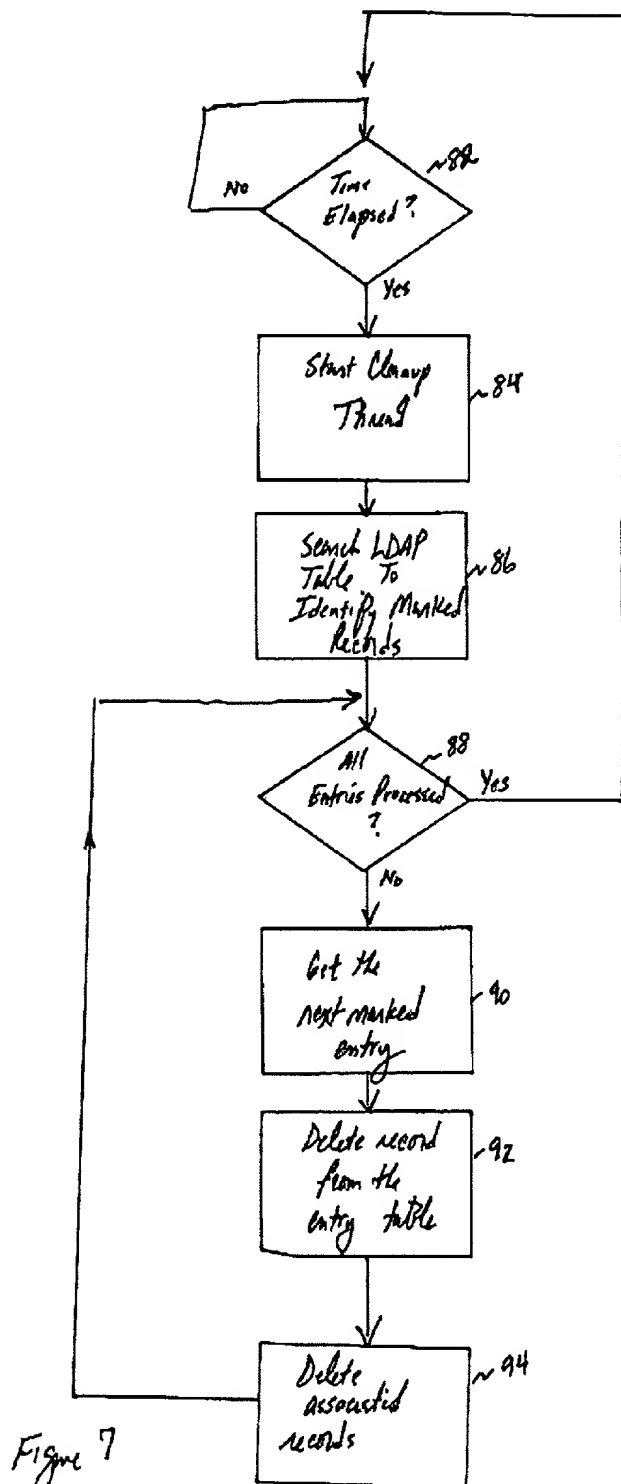 ~82
No
Time
Elapsed?
Yes
Start Cleanup
Thread
~84
Search LDAP
Table To
Identify Marked
Records
~86
88
All
Entries Processed
?
Yes
No
Get the
next marked
entry
~90
Delete record
from the
entry table
~92
Delete
associated
records
~94
Figure 7